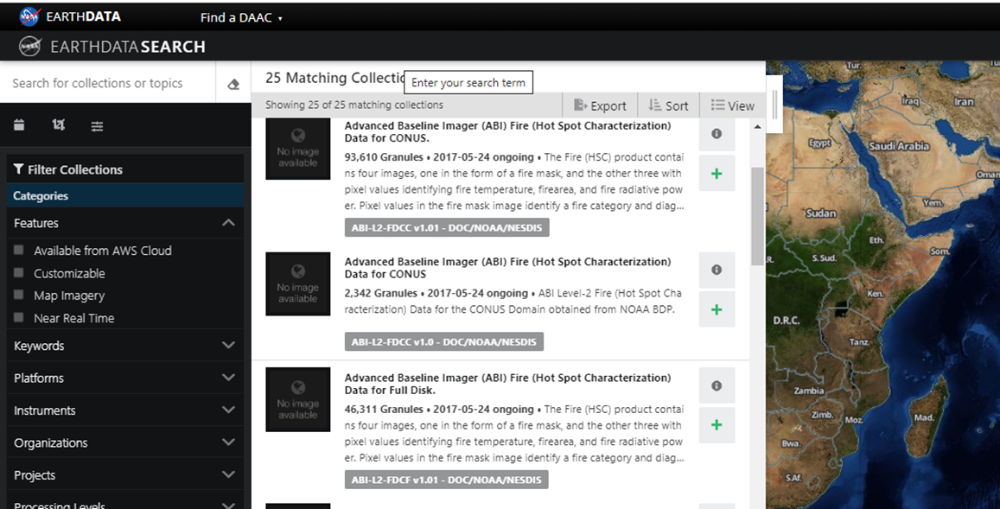 EARTHDATA
Find a DAAC
EARTHDATA SEARCH
Search for collections or topics
Filter Collections
Categories
Features
Available from AWS Cloud
Customizable
Map Imagery
Near Real Time
Keywords
Platforms
Instruments
Organizations
Projects
Processing Levels
25 Matching Collectio
Enter your search term
Showing 25 of 25 matching collections
Export
Sort
View
No image
available
Advanced Baseline Imager (ABI) Fire (Hot Spot Characterization)
Data for CONUS.
93,610 Granules • 2017-05-24 ongoing • The Fire (HSC) product contai
ns four images, one in the form of a fire mask, and the other three with
pixel values identifying fire temperature, firearea, and fire radiative pow
er. Pixel values in the fire mask image identify a fire category and diag...
ABI-L2-FDCC v1.01 - DOC/NOAA/NESDIS
No image
available
Advanced Baseline Imager (ABI) Fire (Hot Spot Characterization)
Data for CONUS
2,342 Granules • 2017-05-24 ongoing • ABI Level-2 Fire (Hot Spot Cha
racterization) Data for the CONUS Domain obtained from NOAA BDP.
ABI-L2-FDCC v1.0 - DOC/NOAA/NESDIS
No image
available
Advanced Baseline Imager (ABI) Fire (Hot Spot Characterization)
Data for Full Disk.
46,311 Granules • 2017-05-24 ongoing • The Fire (HSC) product contai
ns four images, one in the form of a fire mask, and the other three with
pixel values identifying fire temperature, firearea, and fire radiative pow
er. Pixel values in the fire mask image identify a fire category and diag...
ABI-L2-FDCF v1.01 - DOC/NOAA/NESDIS
Tur.
Iraq
Iran
Egypt
Saudi Arabia
Oman
Yem.
Sudan
Eth.
Som.
S. Sud.
Ken.
D.R.C.
Tanz.
Zambia
Zimb.
Moz.
Mad.
Bwa.
S.Af.